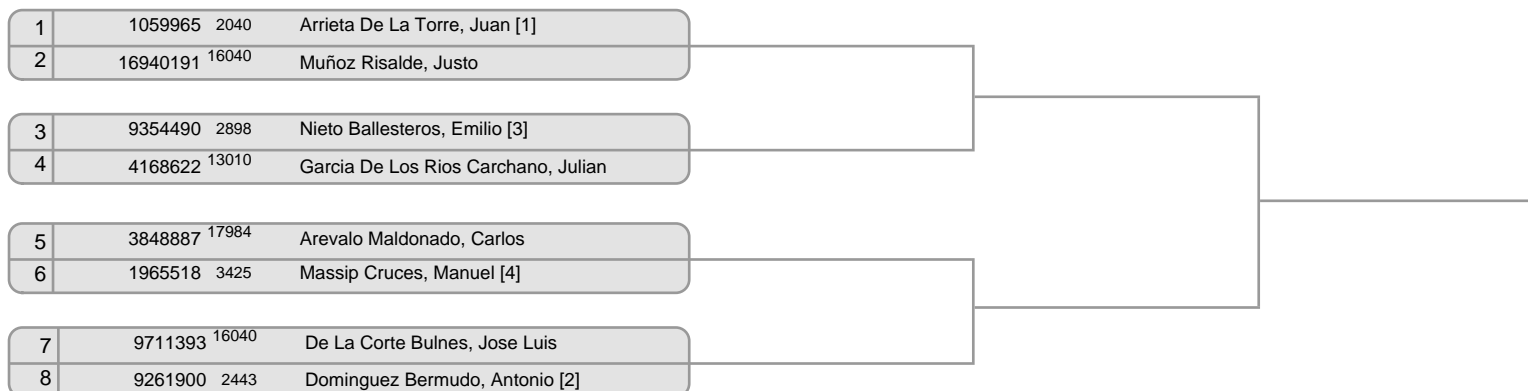 1 1059965 2040 Arrieta De La Torre, Juan [1]
2 16940191 16040 Muñoz Risalde, Justo
3 9354490 2898 Nieto Ballesteros, Emilio [3]
4 4168622 13010 Garcia De Los Rios Carchano, Julian
5 3848887 17984 Arevalo Maldonado, Carlos
6 1965518 3425 Massip Cruces, Manuel [4]
7 9711393 16040 De La Corte Bulnes, Jose Luis
8 9261900 2443 Dominguez Bermudo, Antonio [2]